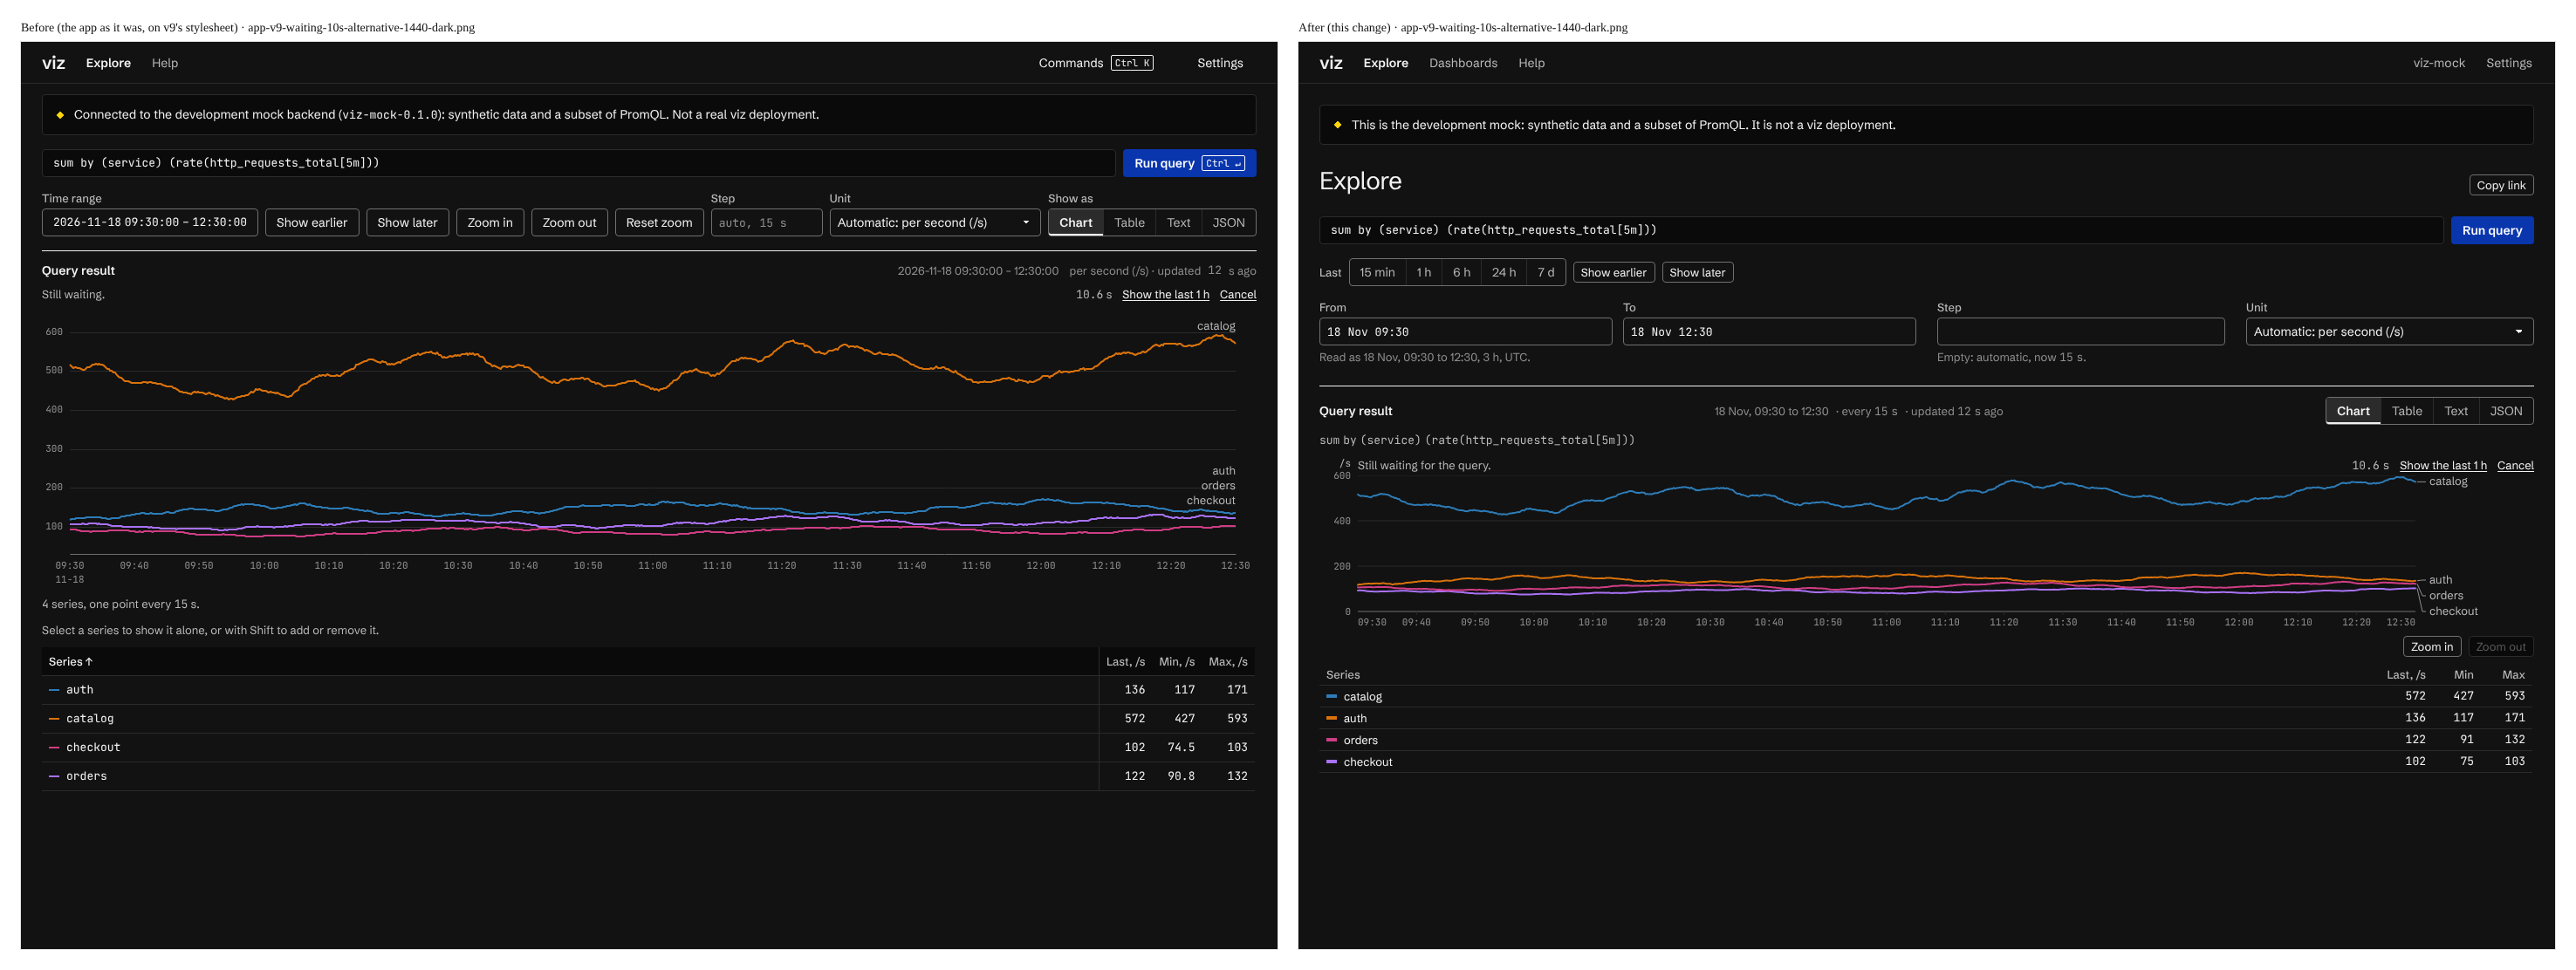 Before (the app as it was, on v9's stylesheet) · app-v9-waiting-10s-alternative-1440-dark.png
viz Explore Help Commands Ctrl K Settings
Connected to the development mock backend (viz-mock-0.1.0): synthetic data and a subset of PromQL. Not a real viz deployment.
sum by (service) (rate(http_requests_total[5m])) Run query Ctrl ↵
Time range Step Unit Show as
2026-11-18 09:30:00 – 12:30:00 Show earlier Show later Zoom in Zoom out Reset zoom auto, 15 s Automatic: per second (/s) Chart Table Text JSON
Query result 2026-11-18 09:30:00 – 12:30:00 per second (/s) · updated 12 s ago
Still waiting. 10.6 s Show the last 1 h Cancel
catalog
600
500
400
300
auth
200 orders
checkout
100
09:30 09:40 09:50 10:00 10:10 10:20 10:30 10:40 10:50 11:00 11:10 11:20 11:30 11:40 11:50 12:00 12:10 12:20 12:30
11-18
4 series, one point every 15 s.
Select a series to show it alone, or with Shift to add or remove it.
Series ↑ Last, /s Min, /s Max, /s
auth 136 117 171
catalog 572 427 593
checkout 102 74.5 103
orders 122 90.8 132
After (this change) · app-v9-waiting-10s-alternative-1440-dark.png
viz Explore Dashboards Help viz-mock Settings
This is the development mock: synthetic data and a subset of PromQL. It is not a viz deployment.
Explore Copy link
sum by (service) (rate(http_requests_total[5m])) Run query
Last 15 min 1 h 6 h 24 h 7 d Show earlier Show later
From To Step Unit
18 Nov 09:30 18 Nov 12:30 Automatic: per second (/s)
Read as 18 Nov, 09:30 to 12:30, 3 h, UTC. Empty: automatic, now 15 s.
Query result 18 Nov, 09:30 to 12:30 · every 15 s · updated 12 s ago Chart Table Text JSON
sum by (service) (rate(http_requests_total[5m]))
/s Still waiting for the query. 10.6 s Show the last 1 h Cancel
600
catalog
400
200
auth
orders
0 checkout
09:30 09:40 09:50 10:00 10:10 10:20 10:30 10:40 10:50 11:00 11:10 11:20 11:30 11:40 11:50 12:00 12:10 12:20 12:30
Zoom in Zoom out
Series Last, /s Min Max
catalog 572 427 593
auth 136 117 171
orders 122 91 132
checkout 102 75 103